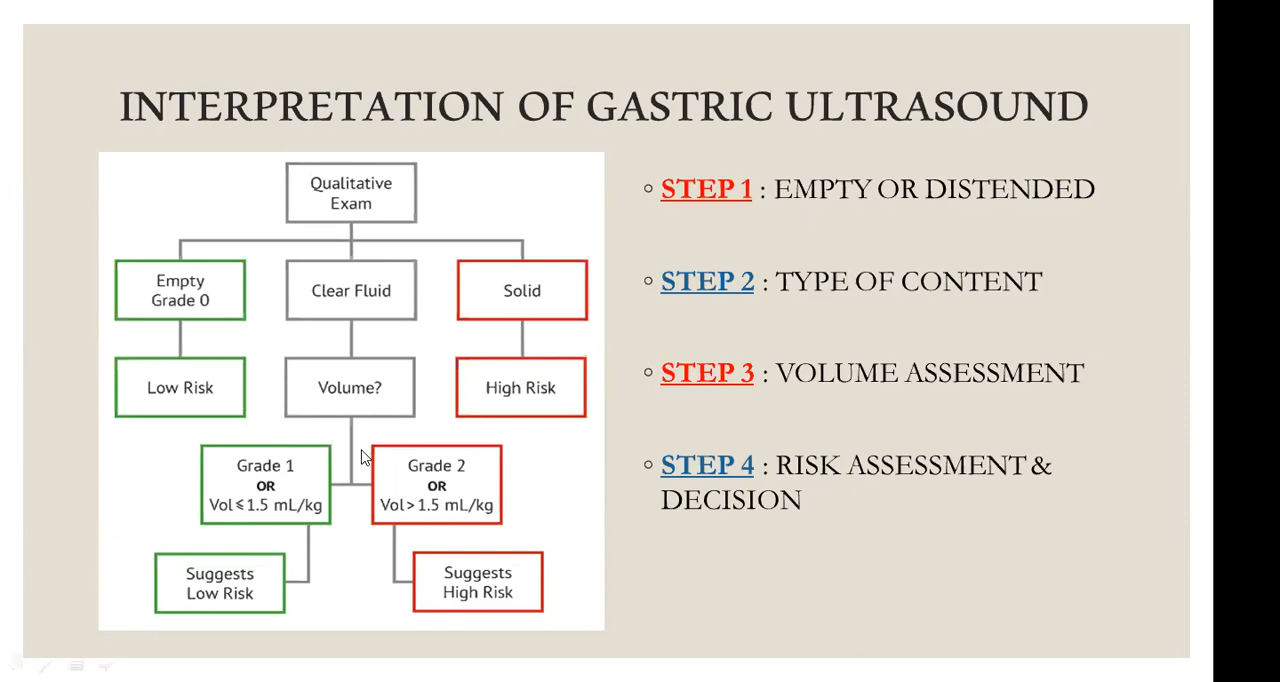 INTERPRETATION OF GASTRIC ULTRASOUND
Qualitative
Exam
Empty
Grade 0
Clear Fluid
Solid
Low Risk
Volume?
High Risk
Grade 1
OR
Vol≤1.5 mL/kg
Grade 2
OR
Vol>1.5 mL/kg
Suggests
Low Risk
Suggests
High Risk
STEP 1 : EMPTY OR DISTENDED
STEP 2 : TYPE OF CONTENT
STEP 3 : VOLUME ASSESSMENT
STEP 4 : RISK ASSESSMENT &
DECISION